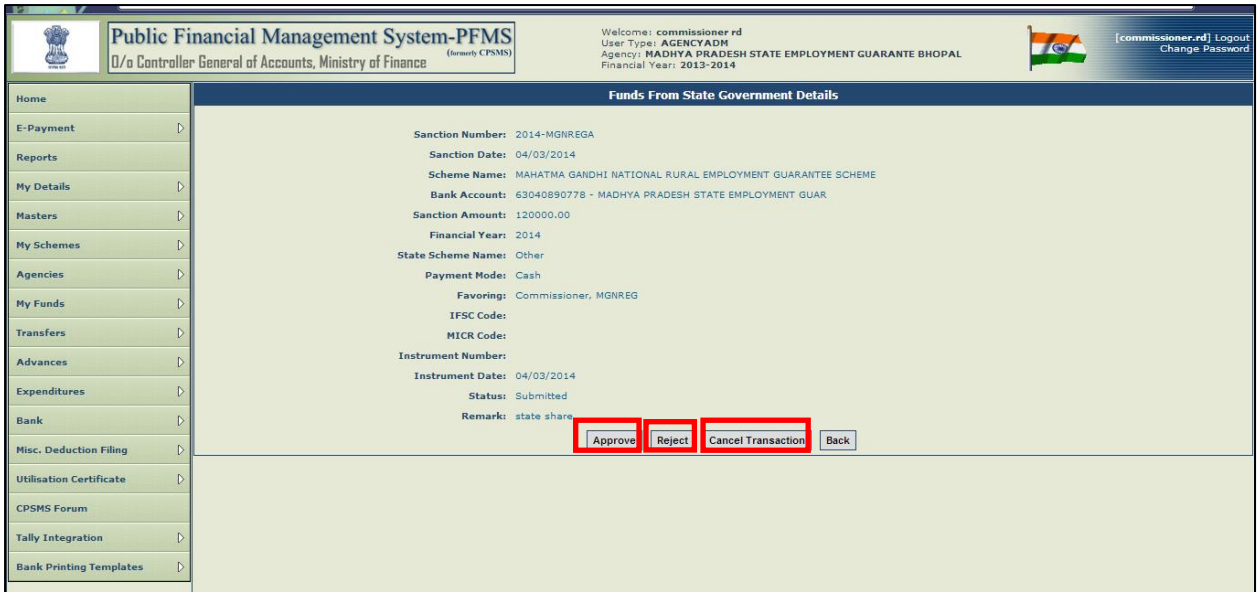 Public Financial Management System-PFMS
(formerly CPSMS)
O/o Controller General of Accounts, Ministry of Finance
Welcome: commissioner rd
User Type: AGENCYADM
Agency: MADHYA PRADESH STATE EMPLOYMENT GUARANTE BHOPAL
Financial Year: 2013-2014
[commissioner.rd] Logout
Change Password
Home
E-Payment
Reports
My Details
Masters
My Schemes
Agencies
My Funds
Transfers
Advances
Expenditures
Bank
Misc. Deduction Filing
Utilisation Certificate
CPSMS Forum
Tally Integration
Bank Printing Templates
Funds From State Government Details
Sanction Number: 2014-MGNREGA
Sanction Date: 04/03/2014
Scheme Name: MAHATMA GANDHI NATIONAL RURAL EMPLOYMENT GUARANTEE SCHEME
Bank Account: 63040890778 - MADHYA PRADESH STATE EMPLOYMENT GUAR
Sanction Amount: 120000.00
Financial Year: 2014
State Scheme Name: Other
Payment Mode: Cash
Favoring: Commissioner, MGNREG
IFSC Code:
MICR Code:
Instrument Number:
Instrument Date: 04/03/2014
Status: Submitted
Remark: state share
Approve Reject Cancel Transaction Back